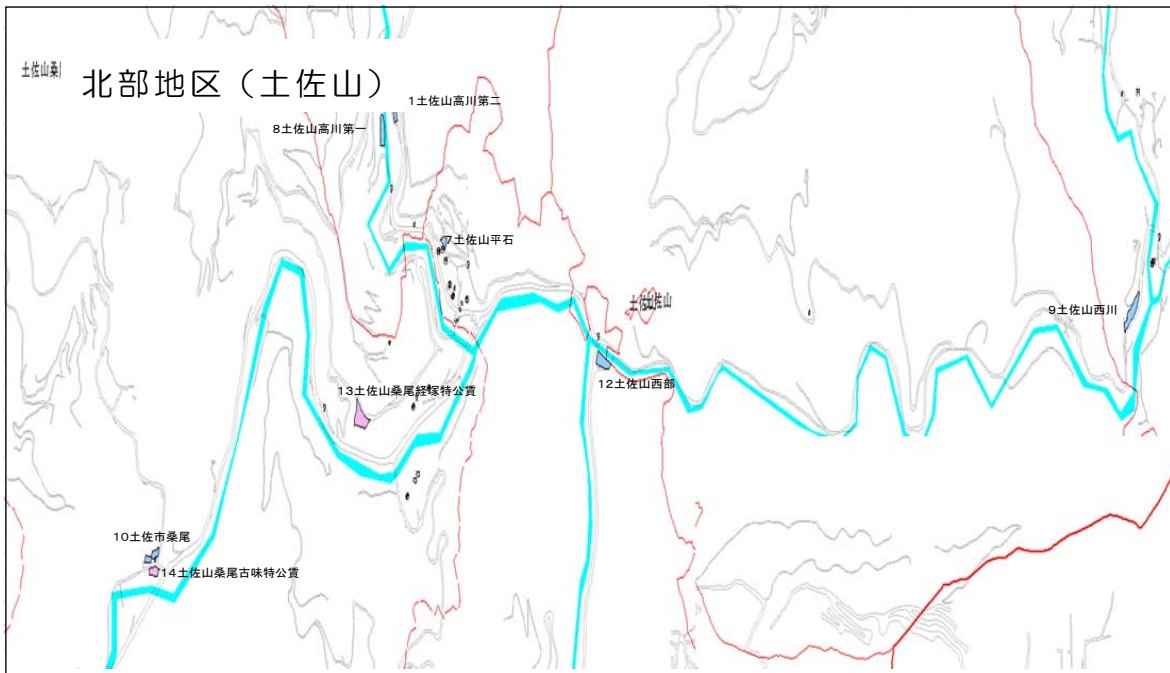 土佐山桑
北部地区（土佐山）
1土佐山高川第二
8土佐山高川第一
7土佐山平石
土佐山
9土佐山西川
12土佐山西部
13土佐山桑尾経塚特公賃
10土佐市桑尾
14土佐山桑尾古味特公賃